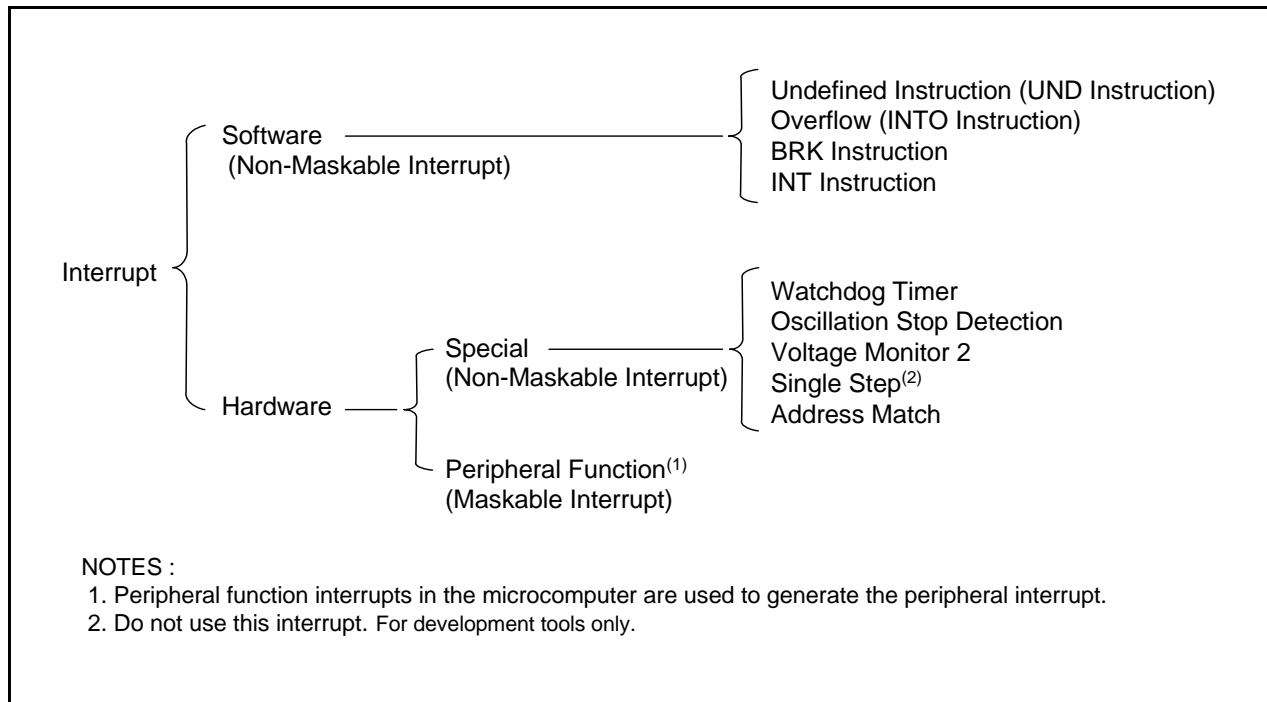 Interrupt
Software
(Non-Maskable Interrupt)
Undefined Instruction (UND Instruction)
Overflow (INTO Instruction)
BRK Instruction
INT Instruction
Hardware
Special
(Non-Maskable Interrupt)
Watchdog Timer
Oscillation Stop Detection
Voltage Monitor 2
Single Step(2)
Address Match
Peripheral Function(1)
(Maskable Interrupt)
NOTES :
1. Peripheral function interrupts in the microcomputer are used to generate the peripheral interrupt.
2. Do not use this interrupt. For development tools only.